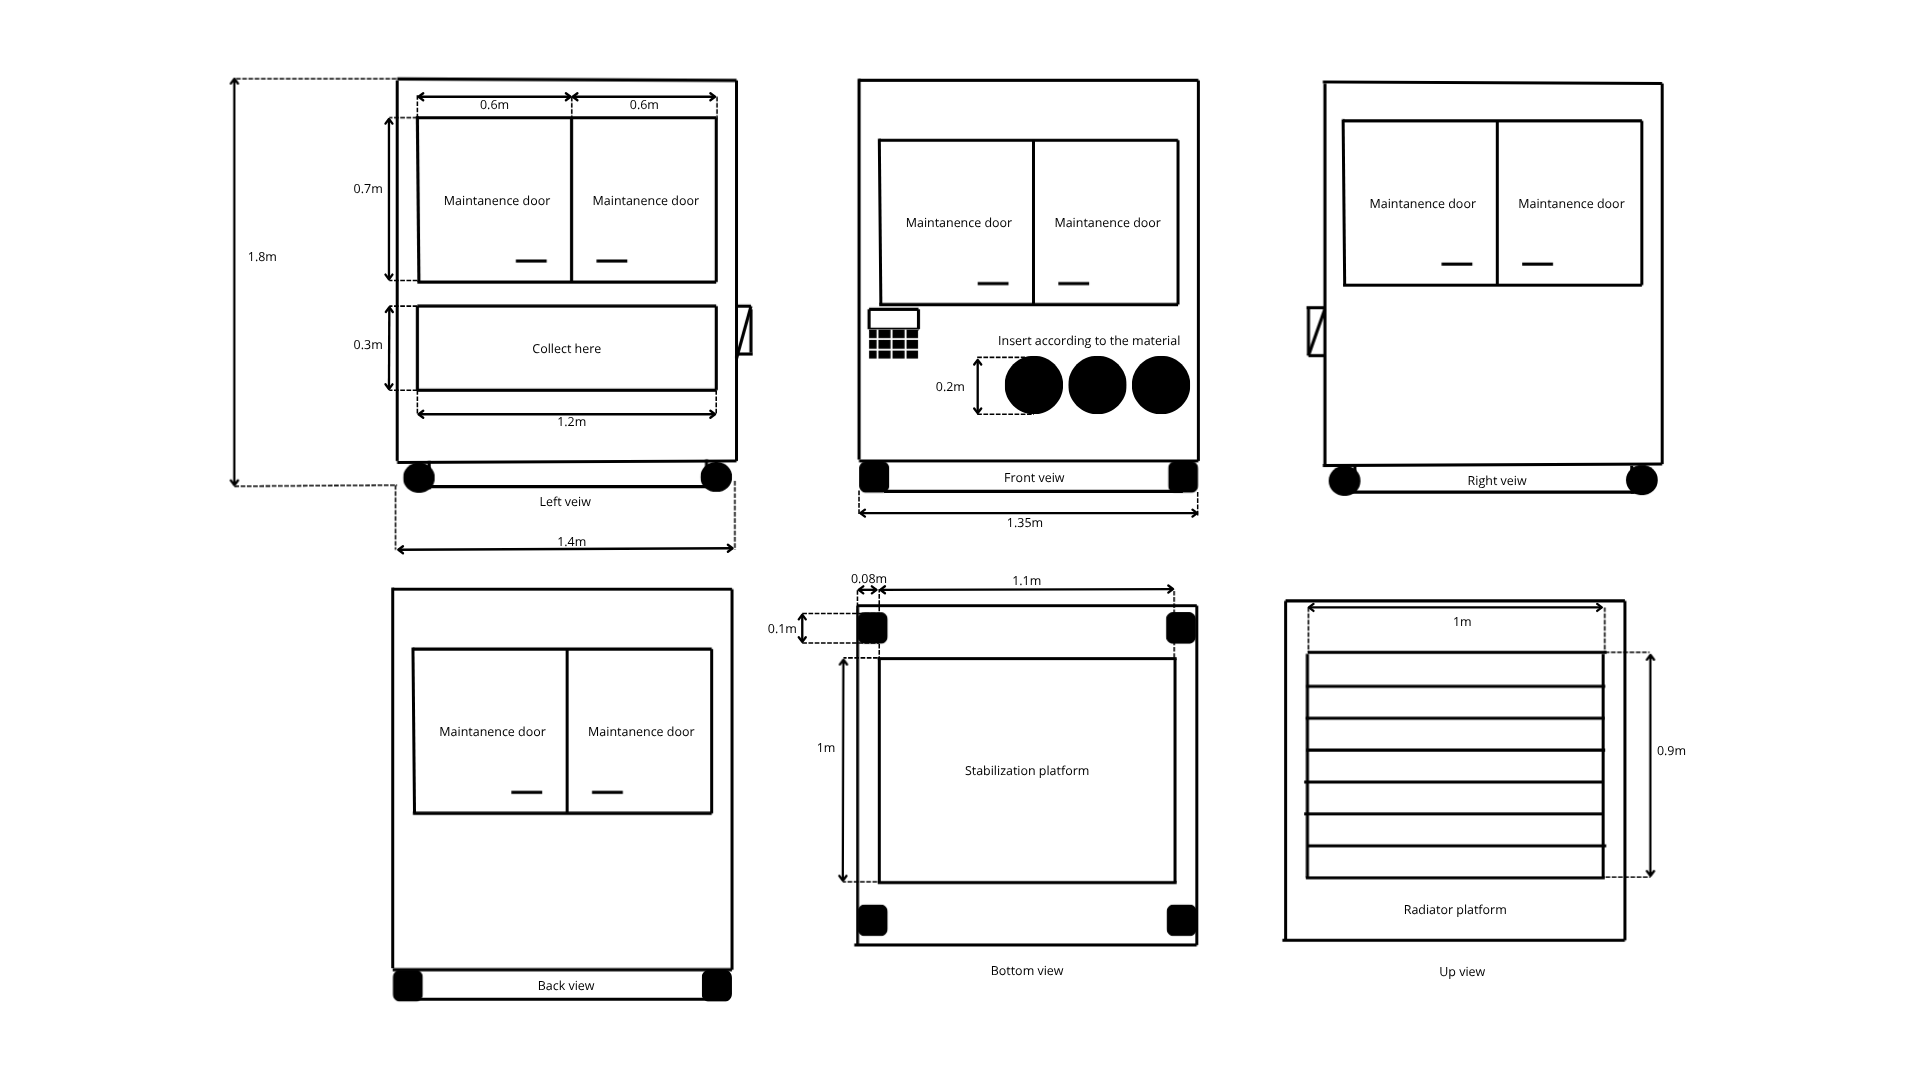 0.6m
0.6m
0.7m
Maintanence door
Maintanence door
1.8m
0.3m
Collect here
1.2m
Left veiw
1.4m
Maintanence door
Maintanence door
Insert according to the material
0.2m
Front veiw
1.35m
Maintanence door
Maintanence door
Right veiw
Maintanence door
Maintanence door
Back view
0.08m
1.1m
0.1m
1m
Stabilization platform
Bottom view
1m
0.9m
Radiator platform
Up view